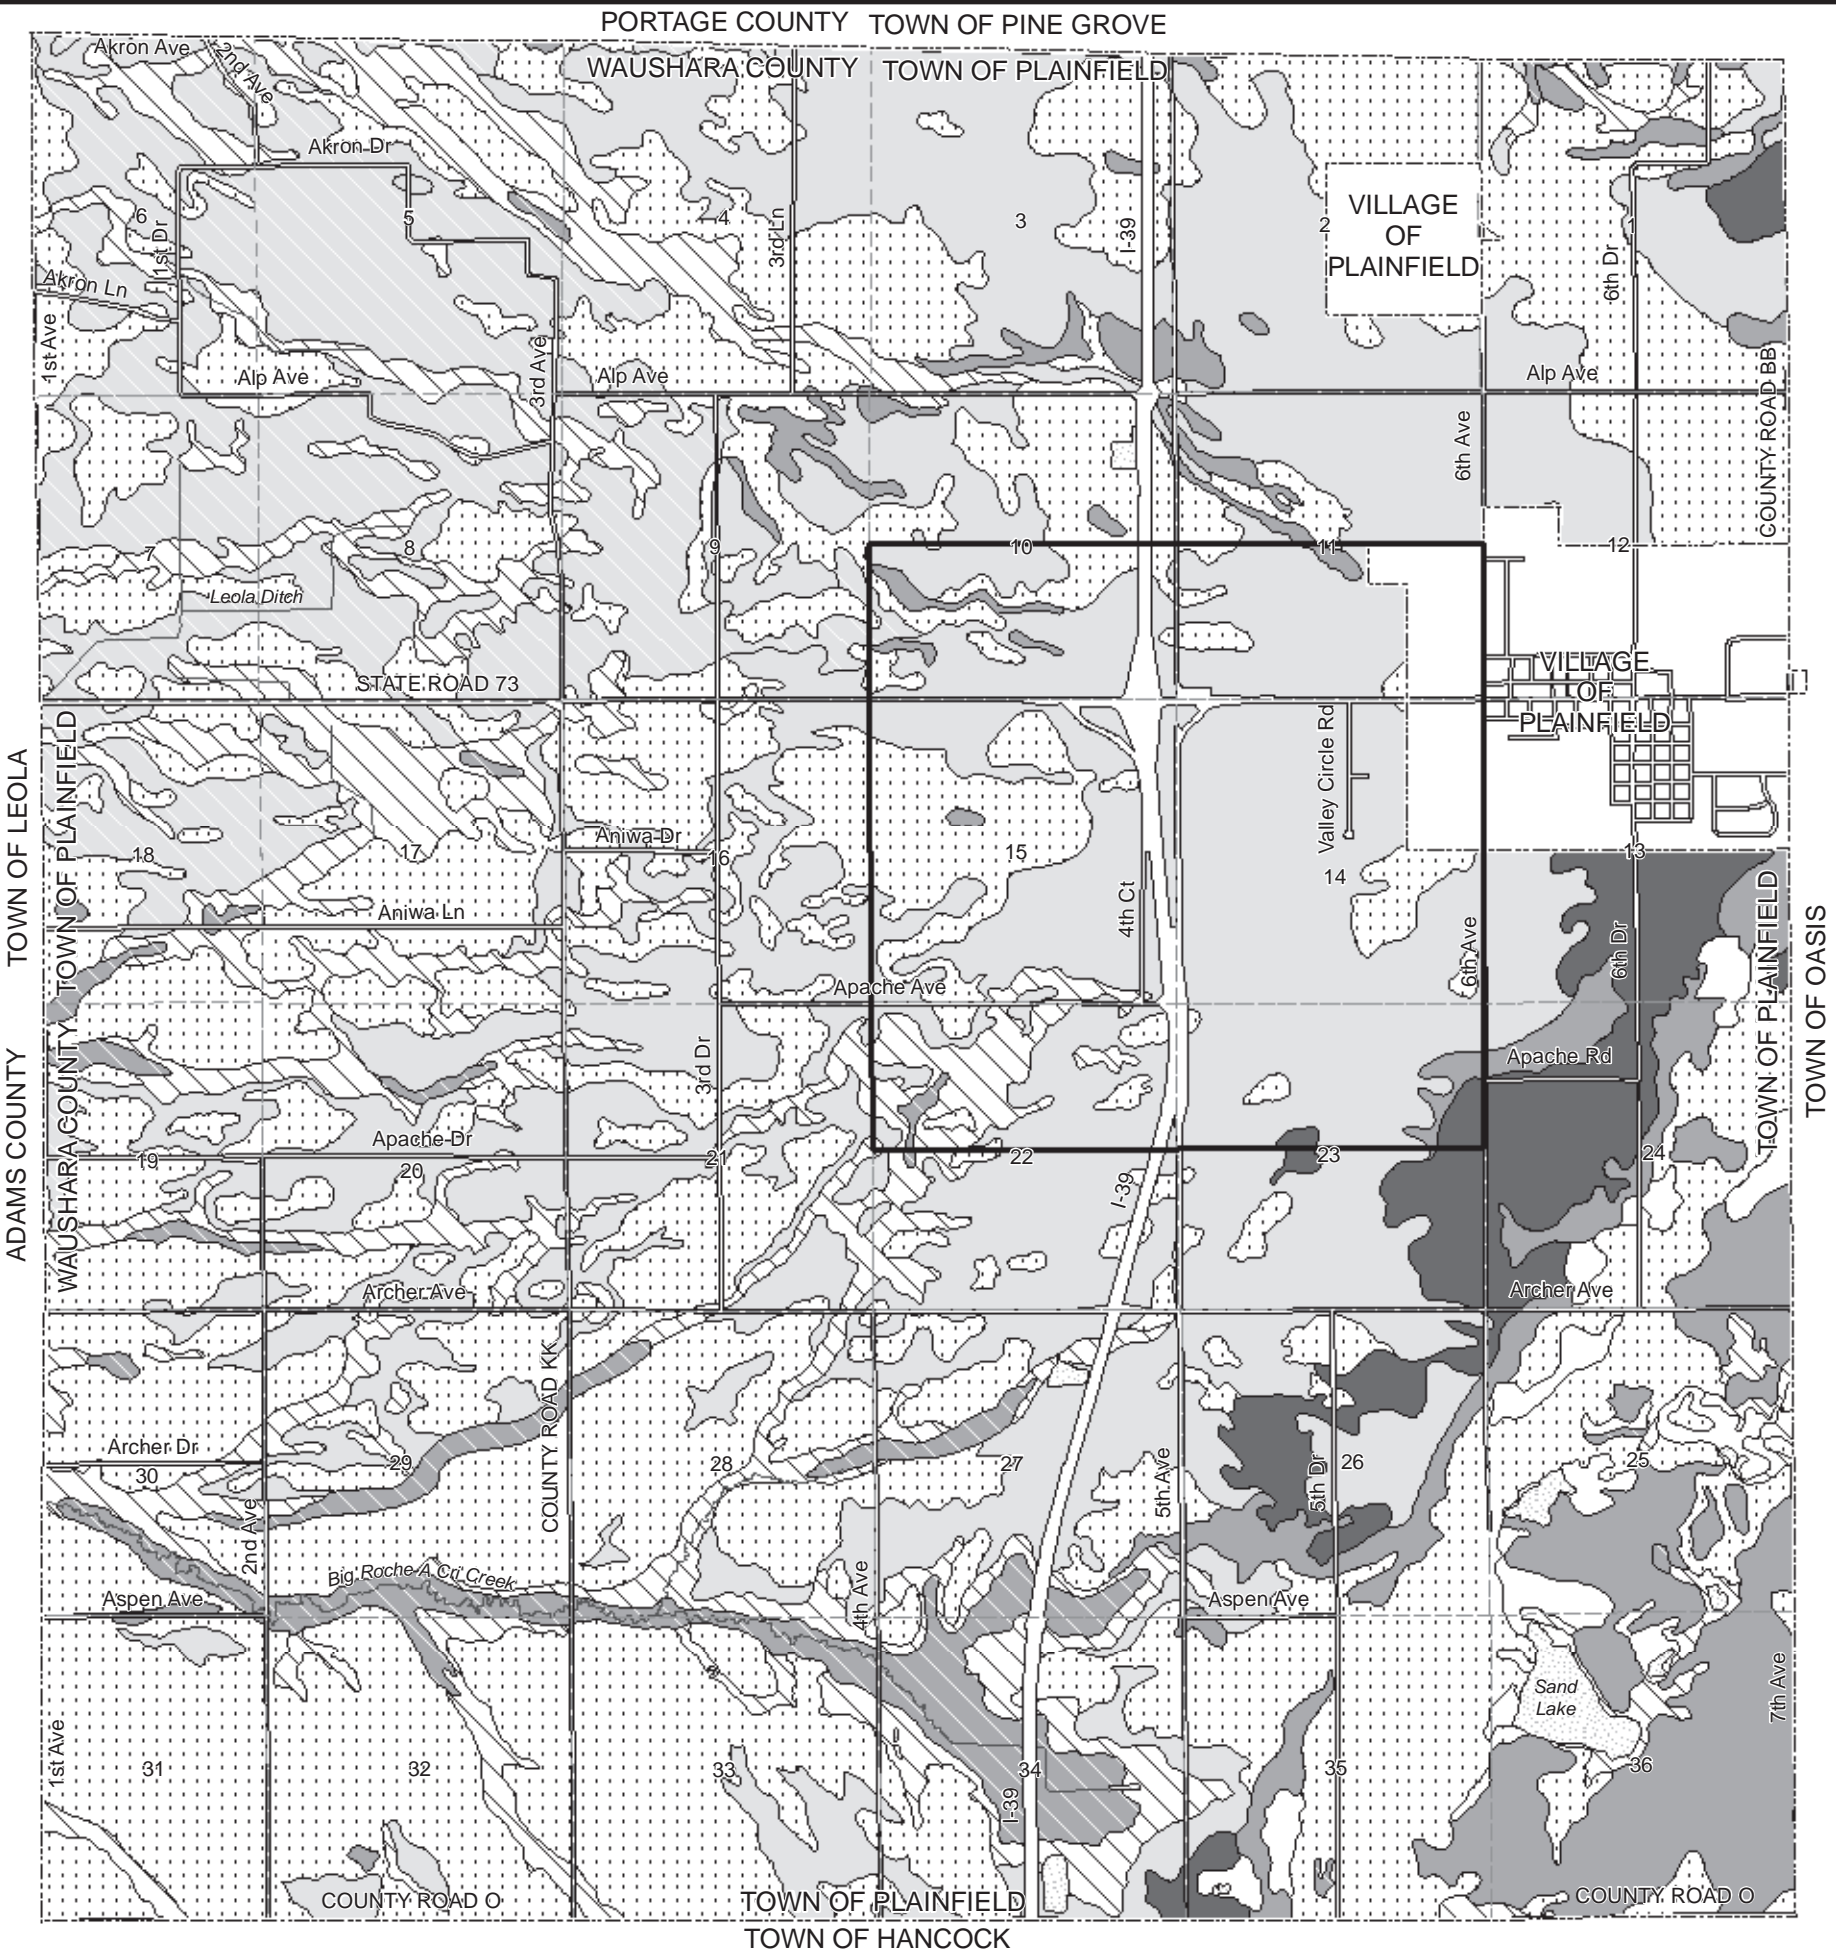 PORTAGE COUNTY TOWN OF PINE GROVE
WAUSHARA COUNTY TOWN OF PLAINFIELD
Akron Ave
2nd Ave
Akron Dr
6
1st Dr
5
4
3rd Ln
3
I-39
2
VILLAGE
OF
PLAINFIELD
1
6th Dr
Akron Ln
1st Ave
Alp Ave
3rd Ave
Alp Ave
Alp Ave
COUNTY ROAD BB
6th Ave
7
8
9
10
11
12
Leola Ditch
STATE ROAD 73
VILLAGE
OF
PLAINFIELD
TOWN OF LEOLA
TOWN OF PLAINFIELD
Valley Circle Rd
Aniwa Dr
18
17
16
15
14
13
Aniwa Ln
4th Ct
6th Ave
6th Dr
TOWN OF PLAINFIELD
TOWN OF OASIS
Apache Ave
3rd Dr
Apache Rd
ADAMS COUNTY
WAUSHARA COUNTY
Apache Dr
19
20
21
22
23
24
I-39
Archer Ave
Archer Ave
COUNTY ROAD KK
Archer Dr
30
29
28
27
26
25
5th Ave
5th Dr
2nd Ave
Big Roche A Cri Creek
Aspen Ave
4th Ave
Aspen Ave
Sand
Lake
7th Ave
1st Ave
31
32
33
34
35
36
I-39
COUNTY ROAD O
TOWN OF PLAINFIELD
COUNTY ROAD O
TOWN OF HANCOCK